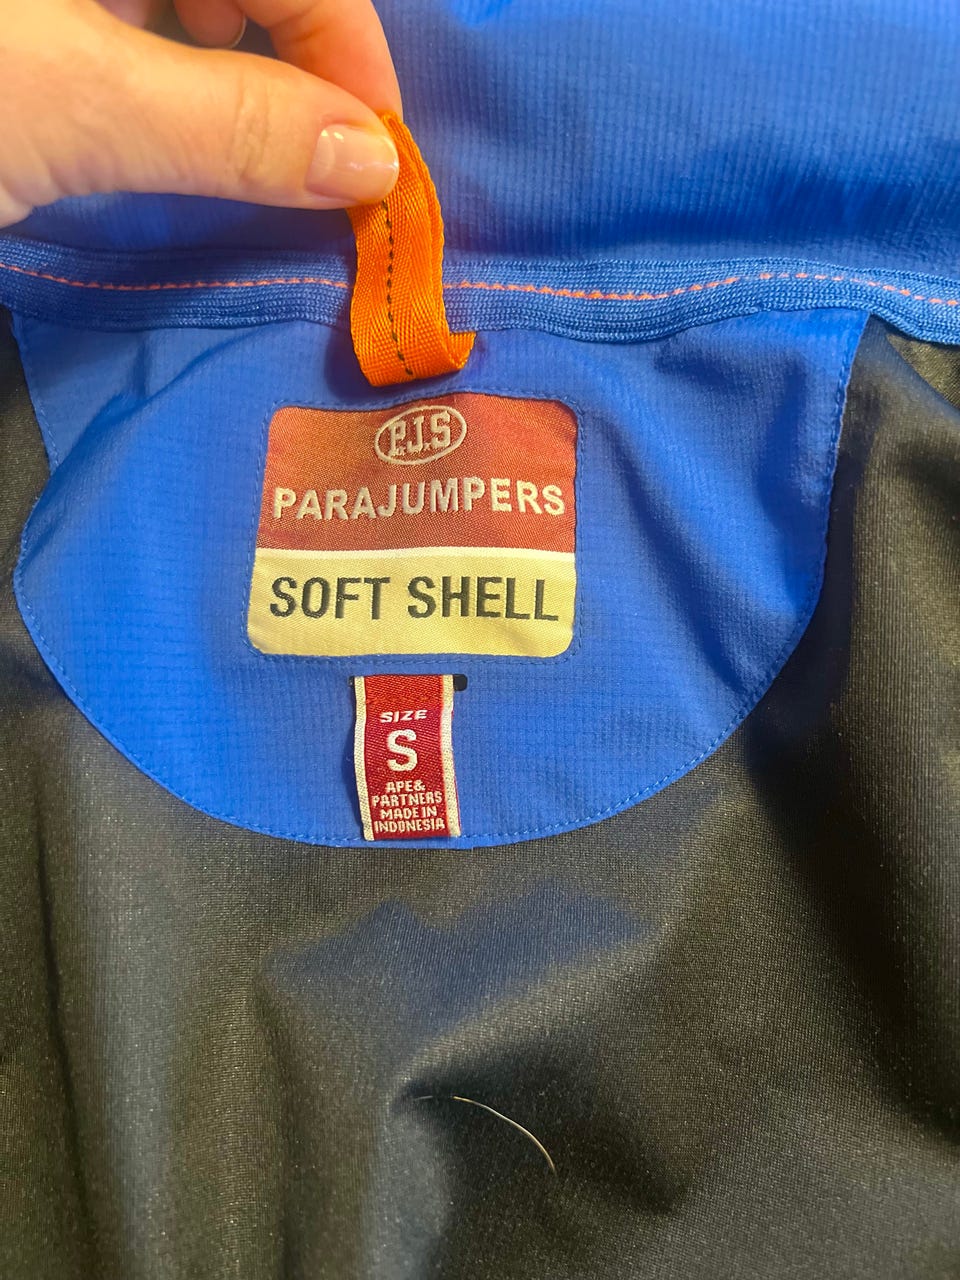 P.J.S
PARAJUMPERS
SOFT SHELL
SIZE
S
APE&
PARTNERS
MADE IN
INDONESIA